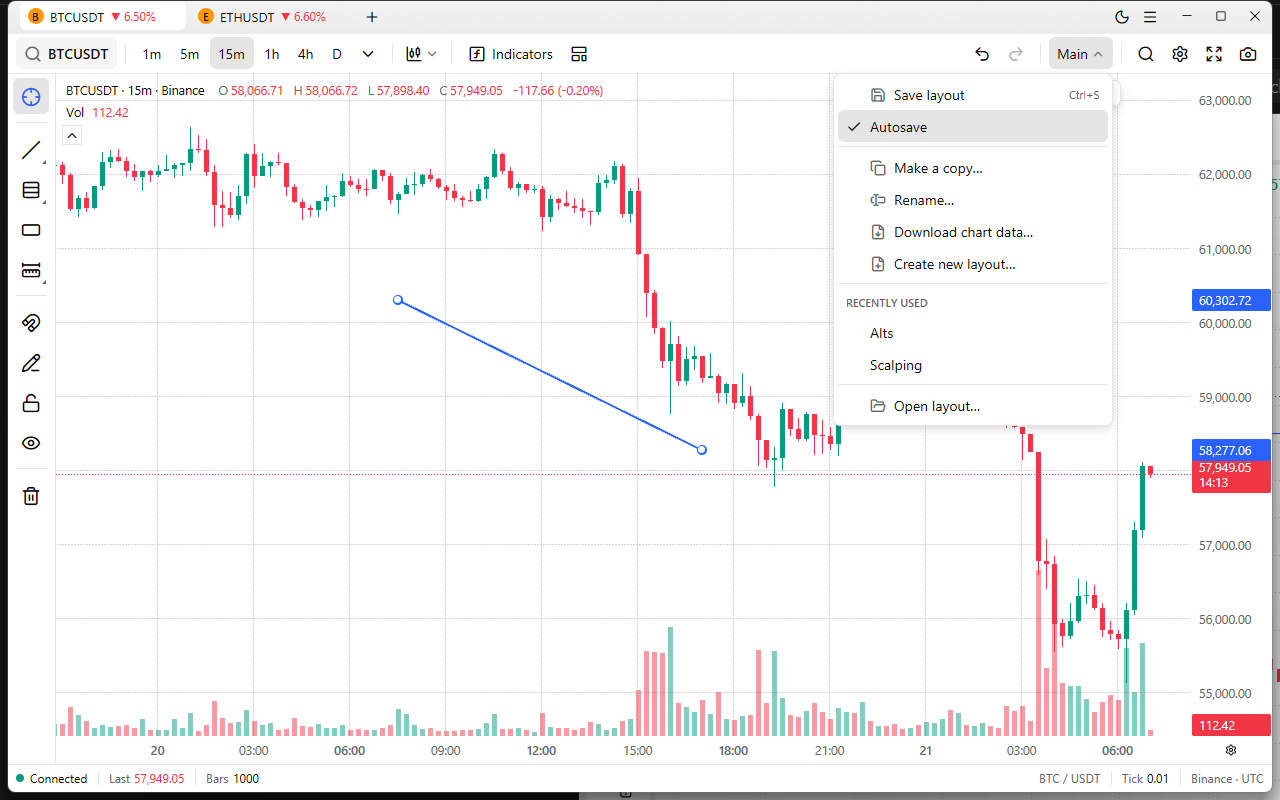 B BTCUSDT ▼ 6.50% E ETHUSDT ▼ 6.60% +
BTCUSDT 1m 5m 15m 1h 4h D Indicators Main
BTCUSDT · 15m · Binance O 58,066.71 H 58,066.72 L 57,898.40 C 57,949.05 -117.66 (-0.20%)
Vol 112.42
Save layout Ctrl+S
Autosave
Make a copy...
Rename...
Download chart data...
Create new layout...
RECENTLY USED
Alts
Scalping
Open layout...
63,000.00
62,000.00
61,000.00
60,302.72
60,000.00
59,000.00
58,277.06
57,949.05
14:13
57,000.00
56,000.00
55,000.00
112.42
20 03:00 06:00 09:00 12:00 15:00 18:00 21:00 21 03:00 06:00
Connected Last 57,949.05 Bars 1000 BTC / USDT Tick 0.01 Binance · UTC